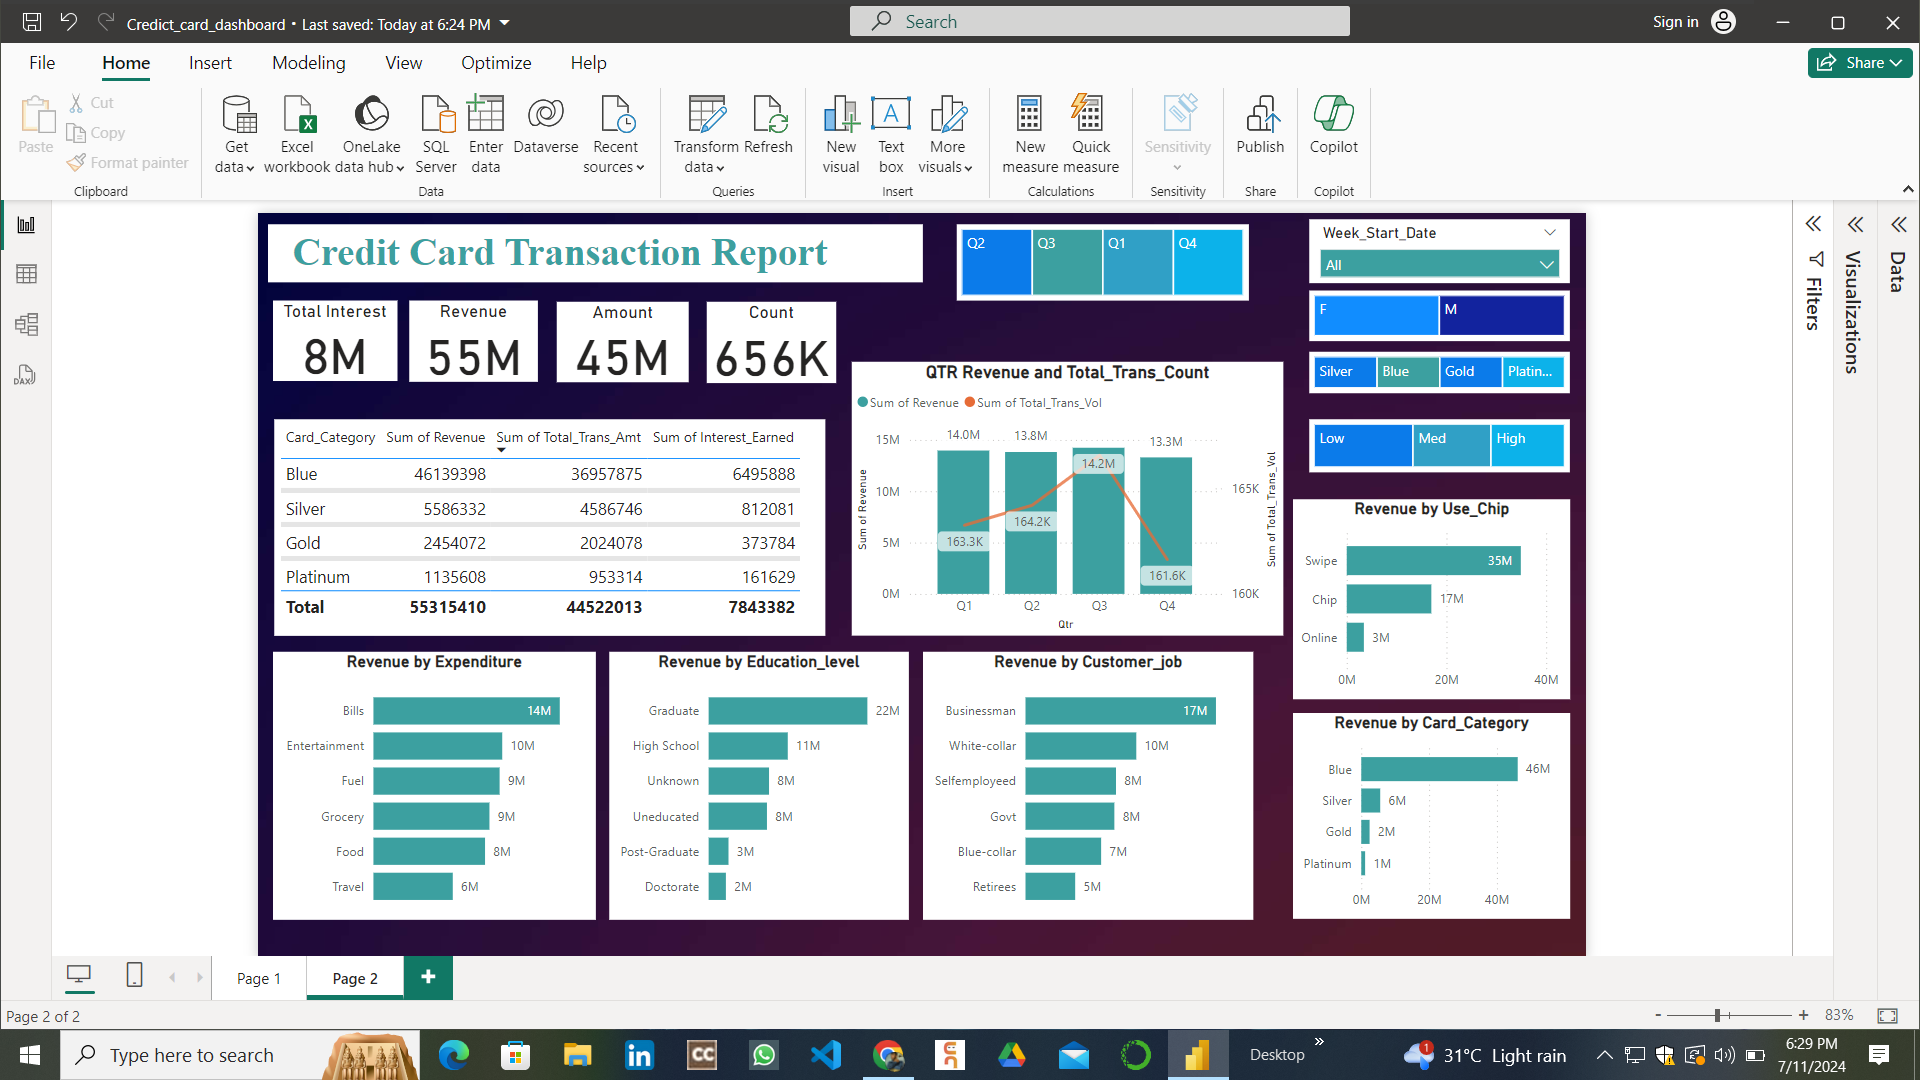 Credict_card_dashboard • Last saved: Today at 6:24 PM
Search
Sign in
File Home Insert Modeling View Optimize Help
Share
Paste
Cut
Copy
Format painter
Clipboard
Get data
Excel workbook
OneLake data hub
SQL Server
Enter data
Dataverse
Recent sources
Data
Transform data
Refresh
Queries
New visual
Text box
More visuals
Insert
New measure
Quick measure
Calculations
Sensitivity
Sensitivity
Publish
Share
Copilot
Copilot
Credit Card Transaction Report
Q2 Q3 Q1 Q4
Week_Start_Date
All
F M
Silver Blue Gold Platin...
Low Med High
Total Interest
8M
Revenue
55M
Amount
45M
Count
656K
Card_Category Sum of Revenue Sum of Total_Trans_Amt Sum of Interest_Earned
Blue 46139398 36957875 6495888
Silver 5586332 4586746 812081
Gold 2454072 2024078 373784
Platinum 1135608 953314 161629
Total 55315410 44522013 7843382
QTR Revenue and Total_Trans_Count
Sum of Revenue Sum of Total_Trans_Vol
Sum of Revenue
15M
10M
5M
0M
14.0M 13.8M 14.2M 13.3M
163.3K 164.2K 161.6K
165K
160K
Sum of Total_Trans_Vol
Q1 Q2 Q3 Q4
Qtr
Revenue by Use_Chip
Swipe 35M
Chip 17M
Online 3M
0M 20M 40M
Revenue by Expenditure
Bills 14M
Entertainment 10M
Fuel 9M
Grocery 9M
Food 8M
Travel 6M
Revenue by Education_level
Graduate 22M
High School 11M
Unknown 8M
Uneducated 8M
Post-Graduate 3M
Doctorate 2M
Revenue by Customer_job
Businessman 17M
White-collar 10M
Selfemployeed 8M
Govt 8M
Blue-collar 7M
Retirees 5M
Revenue by Card_Category
Blue 46M
Silver 6M
Gold 2M
Platinum 1M
0M 20M 40M
Filters
Visualizations
Data
DAX
Page 1
Page 2
+
Page 2 of 2
- + 83%
Type here to search
Desktop
1
31°C Light rain
6:29 PM
7/11/2024